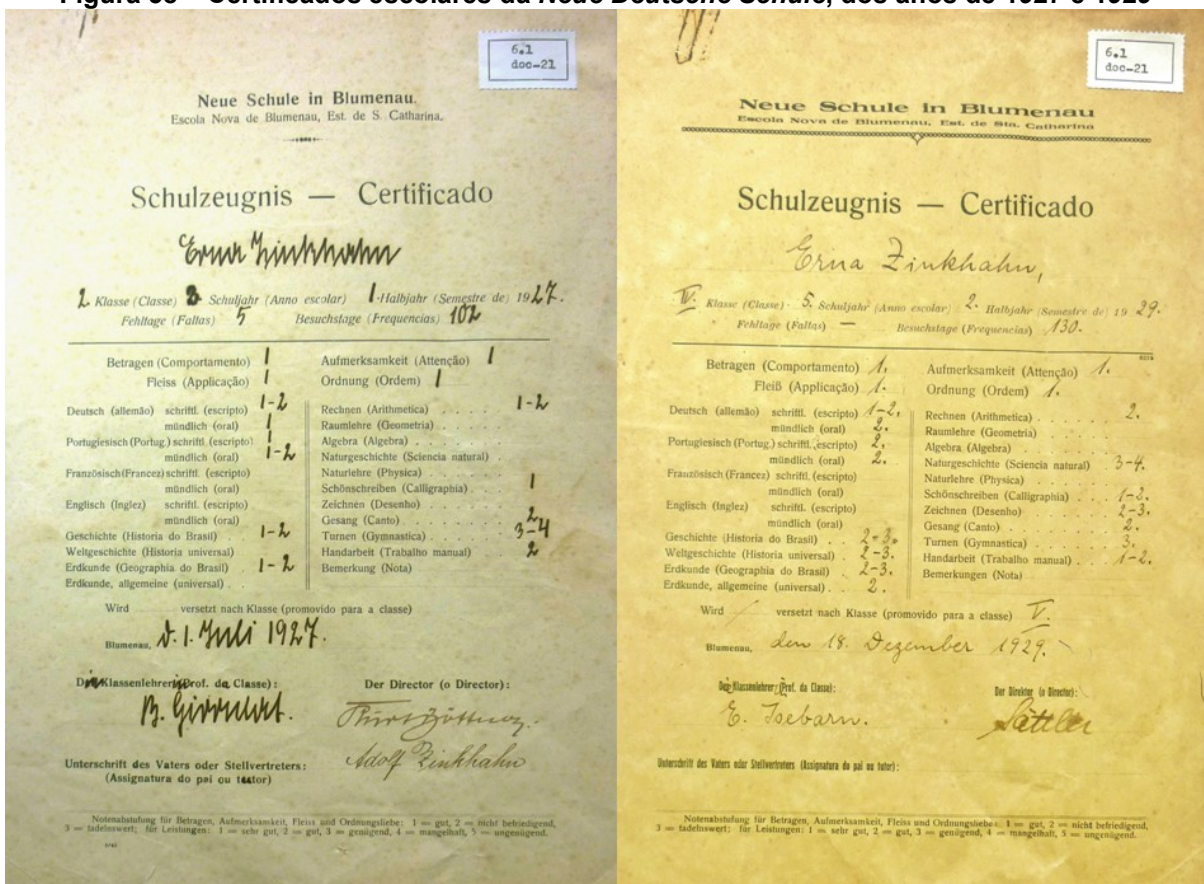 Figura 38 – Certificados escolares da Neue Deutsche Schule, dos anos de 1927 e 1929
6.1
doc-21
Neue Schule in Blumenau.
Escola Nova de Blumenau, Est. de S. Catharina.
Schulzeugnis — Certificado
Erna Zinkhahn
2 Klasse (Classe) 3 Schuljahr (Anno escolar) 1 Halbjahr (Semestre de) 1927.
Fehltage (Faltas) 5 Besuchstage (Frequencias) 102
Betragen (Comportamento) 1 Aufmerksamkeit (Attenção) 1
Fleiss (Applicação) 1 Ordnung (Ordem) 1
Deutsch (allemão) schriftl. (escripto) 1-2 Rechnen (Arithmetica) . . . . 1-2
mündlich (oral) 1 Raumlehre (Geometria) . . . .
Portugiesisch (Portug.) schriftl. (escripto) 1 Algebra (Algebra) . . . .
mündlich (oral) 1-2 Naturgeschichte (Sciencia natural) .
Französisch (Francez) schriftl. (escripto) Naturlehre (Physica) . . . .
mündlich (oral) Schönschreiben (Calligraphia) . . . 1
Englisch (Inglez) schriftl. (escripto) Zeichnen (Desenho) . . . .
mündlich (oral) Gesang (Canto) . . . . 2
Geschichte (Historia do Brasil) . 1-2 Turnen (Gymnastica) . . . . 3-4
Weltgeschichte (Historia universal) Handarbeit (Trabalho manual) . . 2
Erdkunde (Geographia do Brasil) 1-2 Bemerkung (Nota)
Erdkunde, allgemeine (universal) .
Wird versetzt nach Klasse (promovido para a classe)
Blumenau, d. 1. Juli 1927.
Die Klassenlehrerin (Prof. da Classe): Der Director (o Director):
B.
Kurt
Adolf Zinkhahn
Unterschrift des Vaters oder Stellvertreters:
(Assignatura do pai ou tutor)
Notenabstufung für Betragen, Aufmerksamkeit, Fleiss und Ordnungsliebe: 1 = gut, 2 = nicht befriedigend,
3 = tadelnswert; für Leistungen: 1 = sehr gut, 2 = gut, 3 = genügend, 4 = mangelhaft, 5 = ungenügend.
6.1
doc-21
Neue Schule in Blumenau
Escola Nova de Blumenau, Est. de Sta. Catharina
Schulzeugnis — Certificado
Erna Zinkhahn,
IV. Klasse (Classe) 5. Schuljahr (Anno escolar) 2. Halbjahr (Semestre de) 1929.
Fehltage (Faltas) — Besuchstage (Frequencias) 130.
Betragen (Comportamento) 1. Aufmerksamkeit (Attenção) 1.
Fleiß (Applicação) 1. Ordnung (Ordem) 1.
Deutsch (allemão) schriftl. (escripto) 1-2. Rechnen (Arithmetica) . . . . 2.
mündlich (oral) 2. Raumlehre (Geometria) . . . .
Portugiesisch (Portug.) schriftl. (escripto) 2. Algebra (Algebra) . . . .
mündlich (oral) 2. Naturgeschichte (Sciencia natural) 3-4.
Französisch (Francez) schriftl. (escripto) Naturlehre (Physica) . . . .
mündlich (oral) Schönschreiben (Calligraphia) . . 1-2.
Englisch (Inglez) schriftl. (escripto) Zeichnen (Desenho) . . . . 2-3.
mündlich (oral) Gesang (Canto) . . . . 2.
Geschichte (Historia do Brasil) . 2-3. Turnen (Gymnastica) . . . . 3.
Weltgeschichte (Historia universal) . 2-3. Handarbeit (Trabalho manual) . . 1-2.
Erdkunde (Geographia do Brasil) . 2-3. Bemerkungen (Nota)
Erdkunde, allgemeine (universal) . . 2.
Wird versetzt nach Klasse (promovido para a classe) V.
Blumenau, den 18. Dezember 1929.
Der Klassenlehrer: (Prof. da Classe): Der Direktor (o Director):
E. Isebarn. Sattler
Unterschrift des Vaters oder Stellvertreters (Assignatura do pai ou tutor):
Notenabstufung für Betragen, Aufmerksamkeit, Fleiss und Ordnungsliebe: 1 = gut, 2 = nicht befriedigend,
3 = tadelnswert; für Leistungen: 1 = sehr gut, 2 = gut, 3 = genügend, 4 = mangelhaft, 5 = ungenügend.